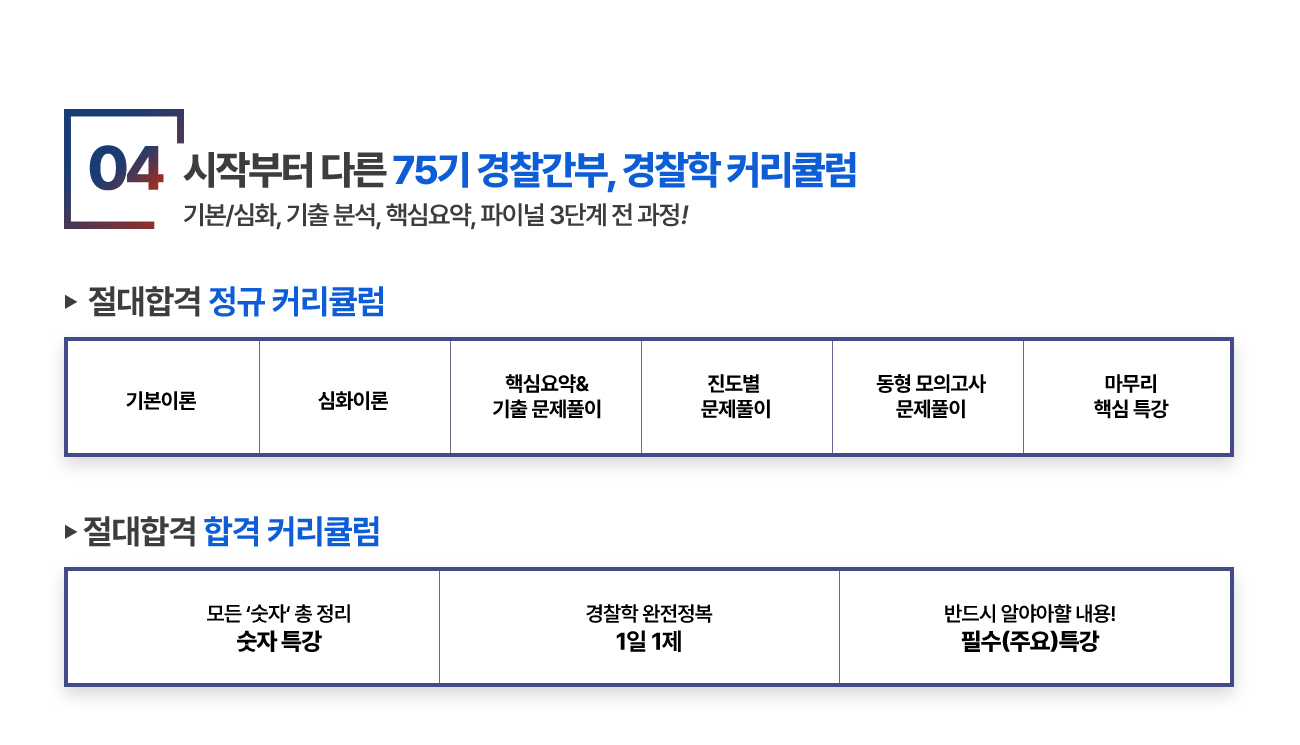 04
시작부터 다른 75기 경찰간부, 경찰학 커리큘럼
기본/심화, 기출 분석, 핵심요약, 파이널 3단계 전 과정!
▶ 절대합격 정규 커리큘럼
기본이론
심화이론
핵심요약&
기출 문제풀이
진도별
문제풀이
동형 모의고사
문제풀이
마무리
핵심 특강
▶ 절대합격 합격 커리큘럼
모든 ‘숫자‘ 총 정리
숫자 특강
경찰학 완전정복
1일 1제
반드시 알야아햘 내용!
필수(주요)특강